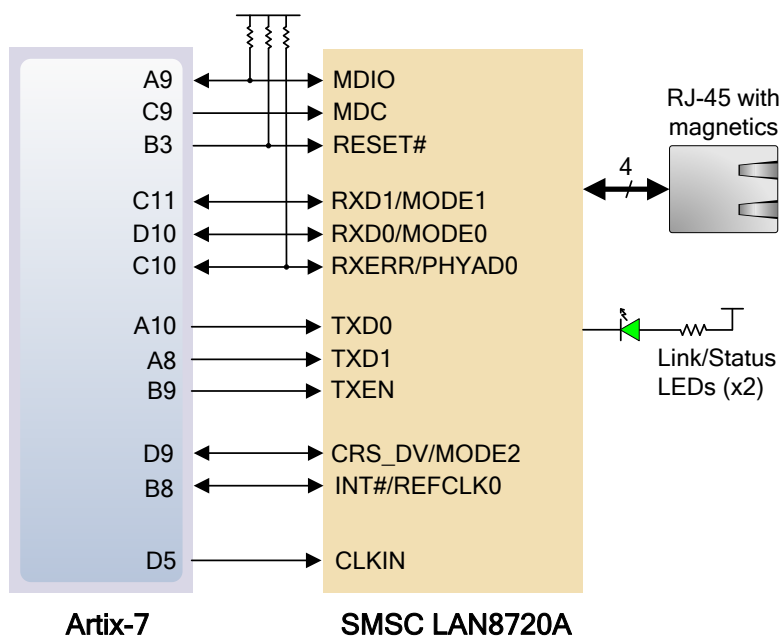 A9 MDIO
C9 MDC
B3 RESET#
C11 RXD1/MODE1
D10 RXD0/MODE0
C10 RXERR/PHYAD0
A10 TXD0
A8 TXD1
B9 TXEN
D9 CRS_DV/MODE2
B8 INT#/REFCLK0
D5 CLKIN
RJ-45 with
magnetics
4
Link/Status
LEDs (x2)
Artix-7
SMSC LAN8720A